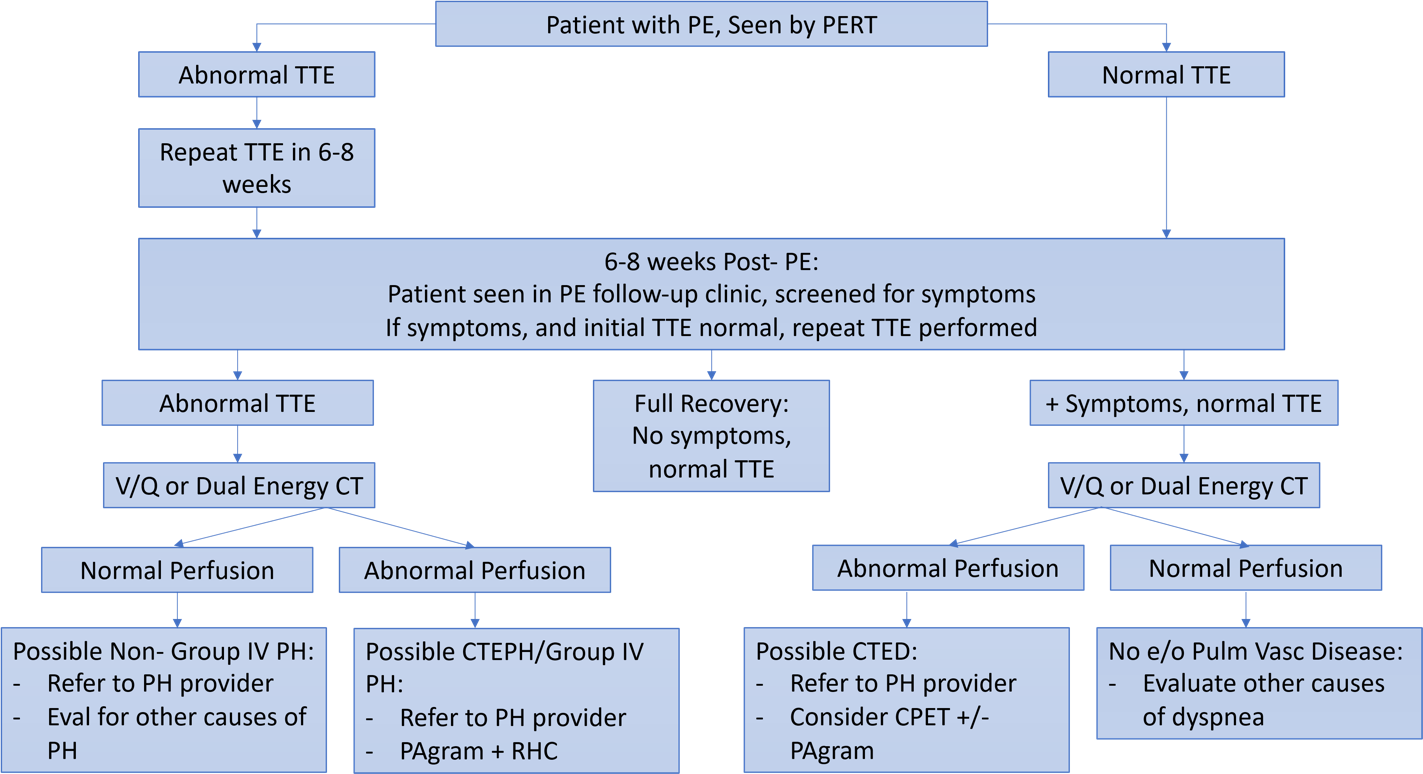 Patient with PE, Seen by PERT
Abnormal TTE
Normal TTE
Repeat TTE in 6-8
weeks
6-8 weeks Post- PE:
Patient seen in PE follow-up clinic, screened for symptoms
If symptoms, and initial TTE normal, repeat TTE performed
Abnormal TTE
Full Recovery:
No symptoms,
normal TTE
+ Symptoms, normal TTE
V/Q or Dual Energy CT
V/Q or Dual Energy CT
Normal Perfusion
Abnormal Perfusion
Abnormal Perfusion
Normal Perfusion
Possible Non- Group IV PH:
- Refer to PH provider
- Eval for other causes of
PH
Possible CTEPH/Group IV
PH:
- Refer to PH provider
- PAgram + RHC
Possible CTED:
- Refer to PH provider
- Consider CPET +/-
PAgram
No e/o Pulm Vasc Disease:
- Evaluate other causes
of dyspnea